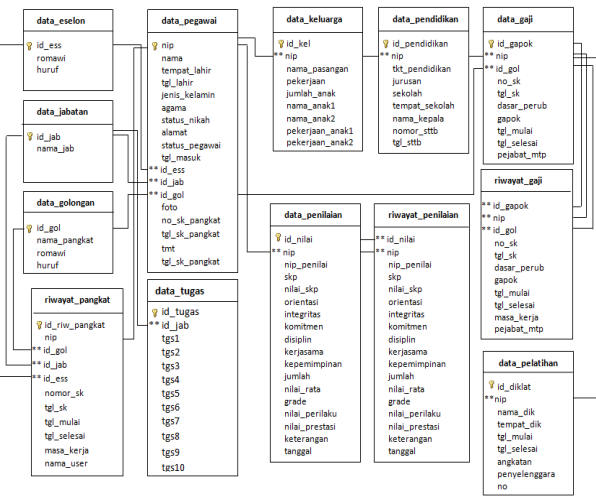 data_eselon
id_ess
romawi
huruf
data_jabatan
id_jab
nama_jab
data_golongan
id_gol
nama_pangkat
romawi
huruf
riwayat_pangkat
id_riw_pangkat
nip
** id_gol
** id_jab
** id_ess
nomor_sk
tgl_sk
tgl_mulai
tgl_selesai
masa_kerja
nama_user
data_pegawai
nip
nama
tempat_lahir
tgl_lahir
jenis_kelamin
agama
status_nikah
alamat
status_pegawai
tgl_masuk
** id_ess
** id_jab
** id_gol
foto
no_sk_pangkat
tgl_sk_pangkat
tmt
tgl_sk_pangkat
data_tugas
id_tugas
** id_jab
tgs1
tgs2
tgs3
tgs4
tgs5
tgs6
tgs7
tgs8
tgs9
tgs10
data_keluarga
id_kel
** nip
nama_pasangan
pekerjaan
jumlah_anak
nama_anak1
nama_anak2
pekerjaan_anak1
pekerjaan_anak2
data_pendidikan
id_pendidikan
** nip
tkt_pendidikan
jurusan
sekolah
tempat_sekolah
nama_kepala
nomor_sttb
tgl_sttb
data_penilaian
id_nilai
** nip
nip_penilai
skp
nilai_skp
orientasi
integritas
komitmen
disiplin
kerjasama
kepemimpinan
jumlah
nilai_rata
grade
nilai_perilaku
nilai_prestasi
keterangan
tanggal
riwayat_penilaian
** id_nilai
** nip
nip_penilai
skp
nilai_skp
orientasi
integritas
komitmen
disiplin
kerjasama
kepemimpinan
jumlah
nilai_rata
grade
nilai_perilaku
nilai_prestasi
keterangan
tanggal
data_gaji
id_gapok
** nip
** id_gol
no_sk
tgl_sk
dasar_perub
gapok
tgl_mulai
tgl_selesai
pejabat_mtp
riwayat_gaji
** id_gapok
** nip
** id_gol
no_sk
tgl_sk
dasar_perub
gapok
tgl_mulai
tgl_selesai
masa_kerja
pejabat_mtp
data_pelatihan
id_diklat
**nip
nama_dik
tempat_dik
tgl_mulai
tgl_selesai
angkatan
penyelenggara
no